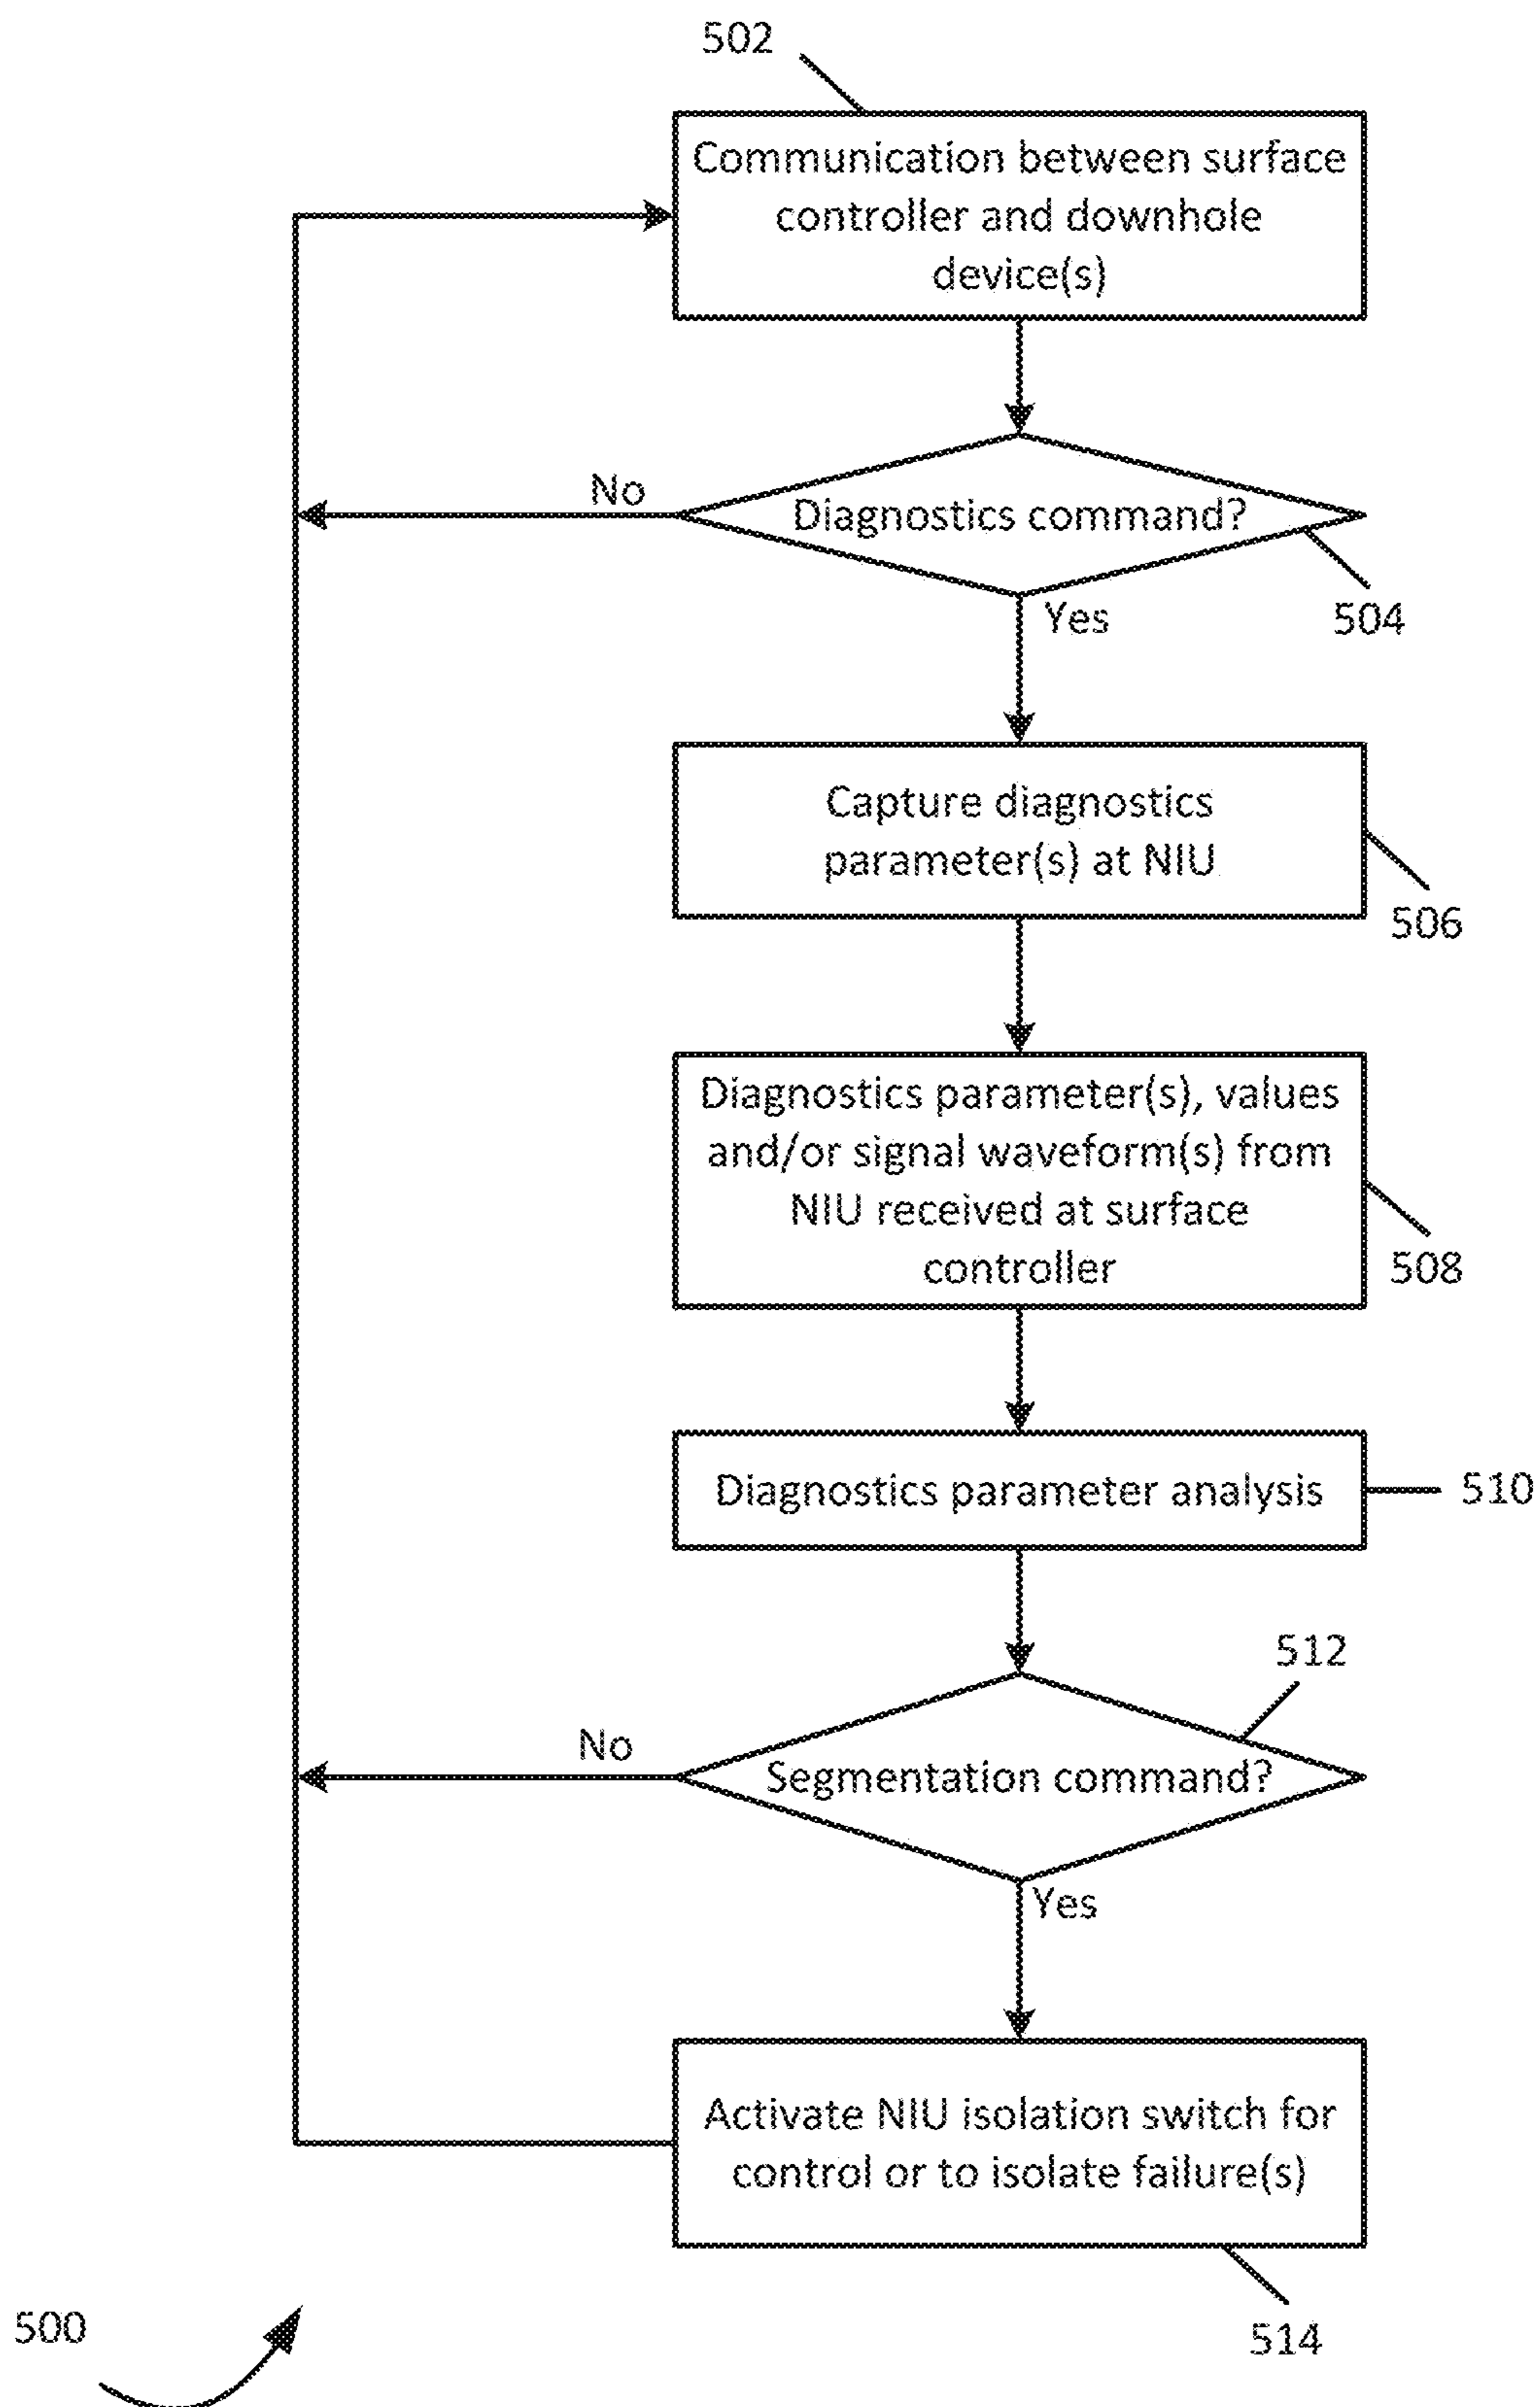 502
Communication between surface
controller and downhole
device(s)
No
Diagnostics command?
504
Yes
Capture diagnostics
parameter(s) at NIU
506
Diagnostics parameter(s), values
and/or signal waveform(s) from
NIU received at surface
controller
508
Diagnostics parameter analysis
510
512
No
Segmentation command?
Yes
Activate NIU isolation switch for
control or to isolate failure(s)
500
514